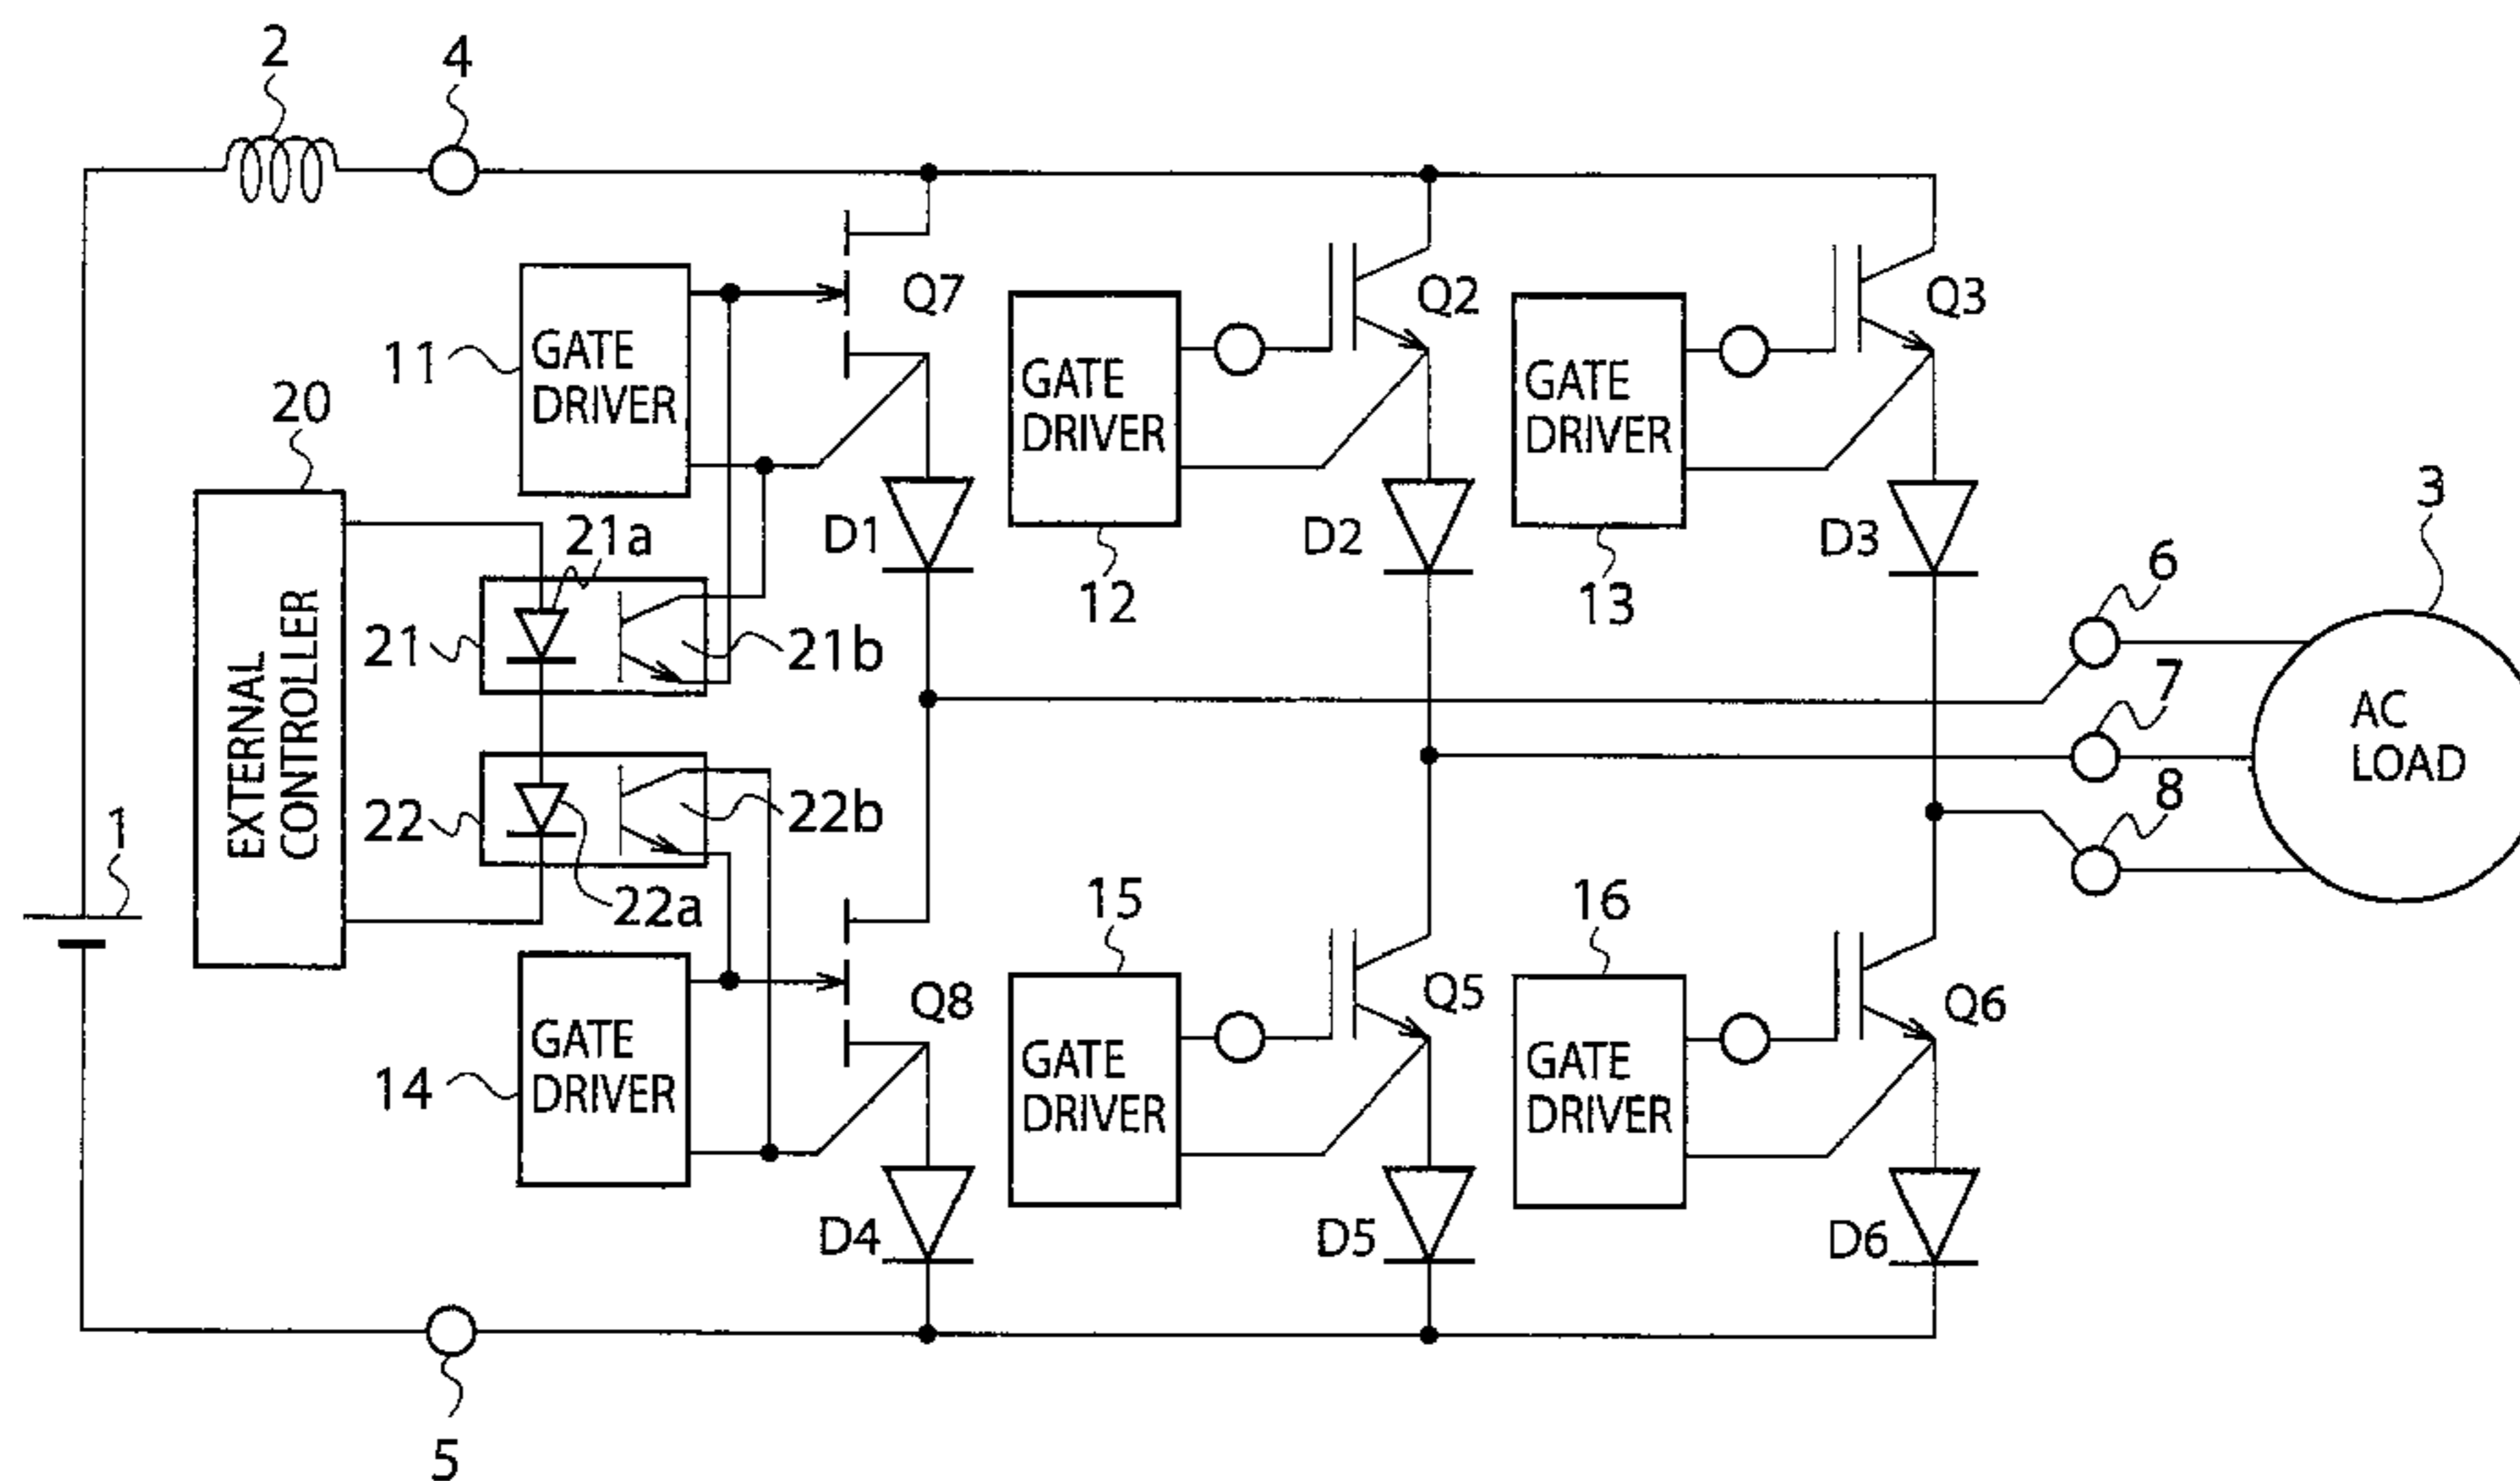 2
4
Q7
Q2
Q3
11
GATE
DRIVER
GATE
DRIVER
GATE
DRIVER
20
3
D1
21a
D2
D3
6
12
13
EXTERNAL
CONTROLLER
21
21b
7
AC
LOAD
8
1
22
22b
22a
15
16
14
GATE
DRIVER
Q8
GATE
DRIVER
Q5
GATE
DRIVER
Q6
D4
D5
D6
5